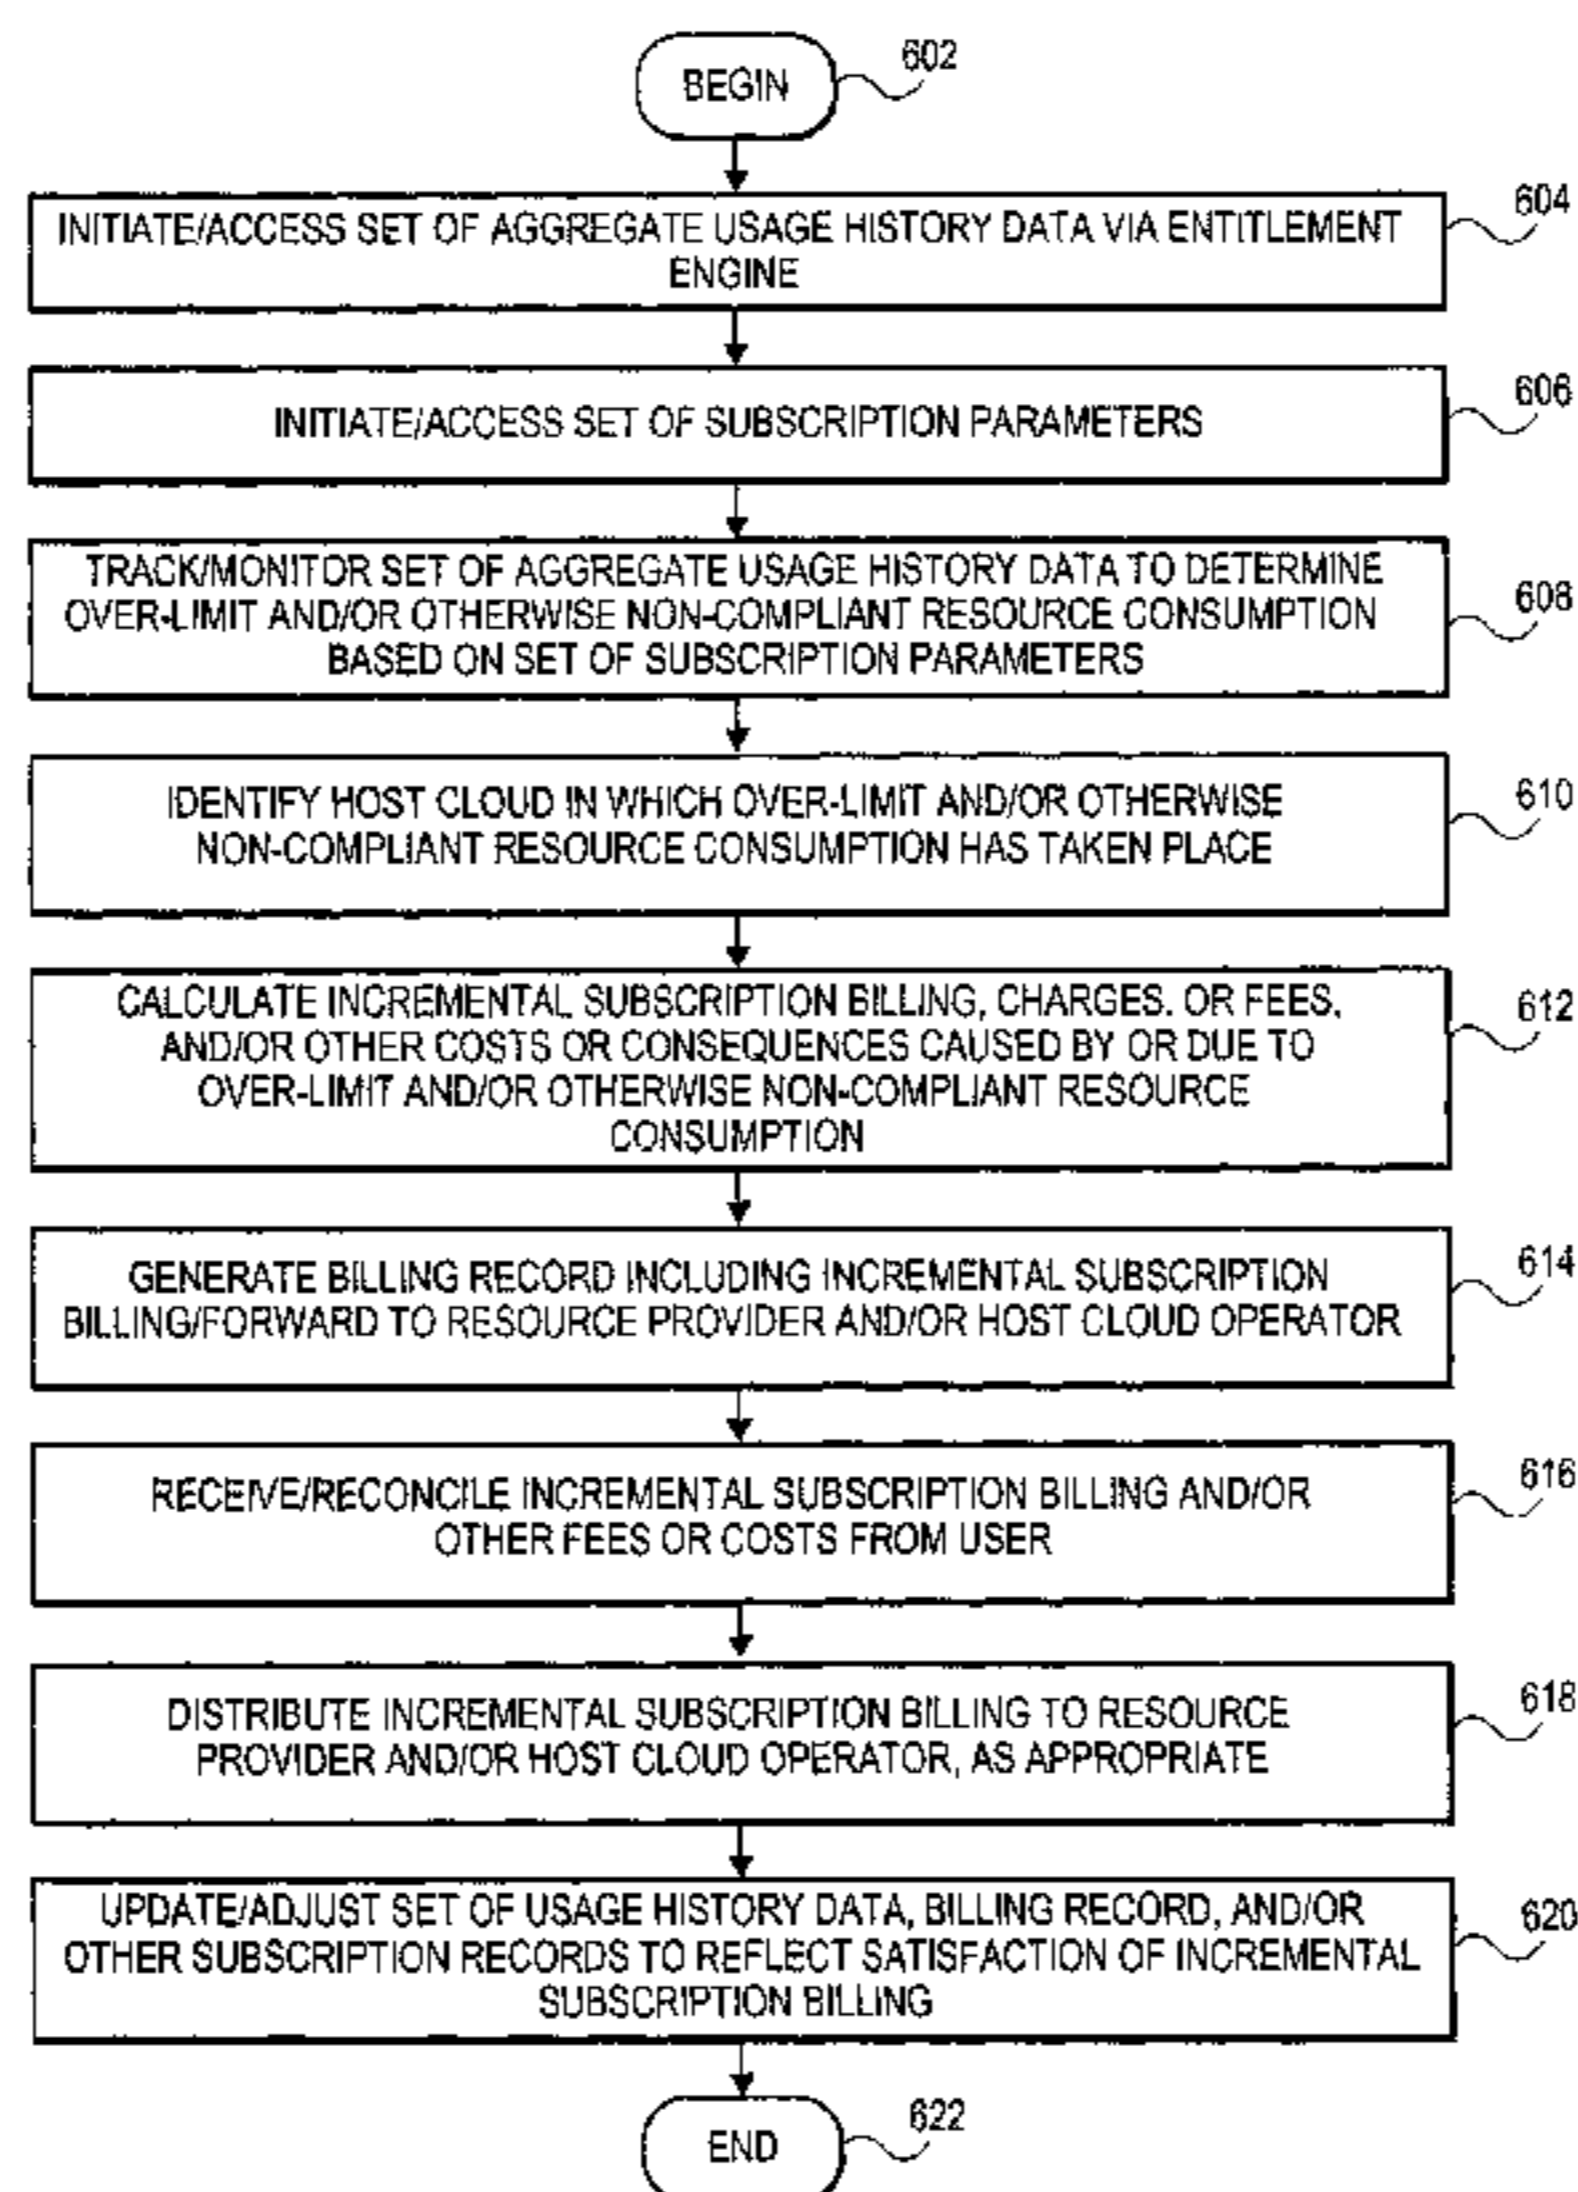 BEGIN
602
INITIATE/ACCESS SET OF AGGREGATE USAGE HISTORY DATA VIA ENTITLEMENT
ENGINE
604
INITIATE/ACCESS SET OF SUBSCRIPTION PARAMETERS
606
TRACK/MONITOR SET OF AGGREGATE USAGE HISTORY DATA TO DETERMINE
OVER-LIMIT AND/OR OTHERWISE NON-COMPLIANT RESOURCE CONSUMPTION
BASED ON SET OF SUBSCRIPTION PARAMETERS
608
IDENTIFY HOST CLOUD IN WHICH OVER-LIMIT AND/OR OTHERWISE
NON-COMPLIANT RESOURCE CONSUMPTION HAS TAKEN PLACE
610
CALCULATE INCREMENTAL SUBSCRIPTION BILLING, CHARGES. OR FEES,
AND/OR OTHER COSTS OR CONSEQUENCES CAUSED BY OR DUE TO
OVER-LIMIT AND/OR OTHERWISE NON-COMPLIANT RESOURCE
CONSUMPTION
612
GENERATE BILLING RECORD INCLUDING INCREMENTAL SUBSCRIPTION
BILLING/FORWARD TO RESOURCE PROVIDER AND/OR HOST CLOUD OPERATOR
614
RECEIVE/RECONCILE INCREMENTAL SUBSCRIPTION BILLING AND/OR
OTHER FEES OR COSTS FROM USER
616
DISTRIBUTE INCREMENTAL SUBSCRIPTION BILLING TO RESOURCE
PROVIDER AND/OR HOST CLOUD OPERATOR, AS APPROPRIATE
618
UPDATE/ADJUST SET OF USAGE HISTORY DATA, BILLING RECORD, AND/OR
OTHER SUBSCRIPTION RECORDS TO REFLECT SATISFACTION OF INCREMENTAL
SUBSCRIPTION BILLING
620
END
622